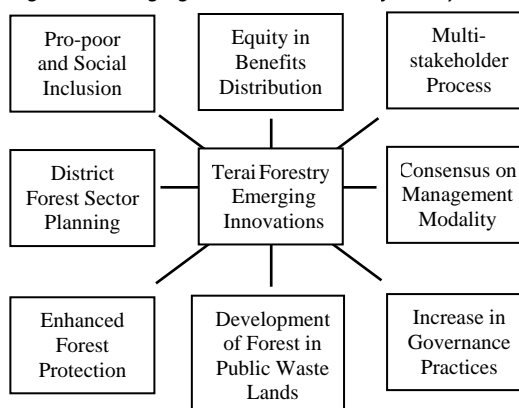 Pro-poor
and Social
Inclusion
Equity in
Benefits
Distribution
Multi-
stakeholder
Process
District
Forest Sector
Planning
Terai Forestry
Emerging
Innovations
Consensus on
Management
Modality
Enhanced
Forest
Protection
Development
of Forest in
Public Waste
Lands
Increase in
Governance
Practices